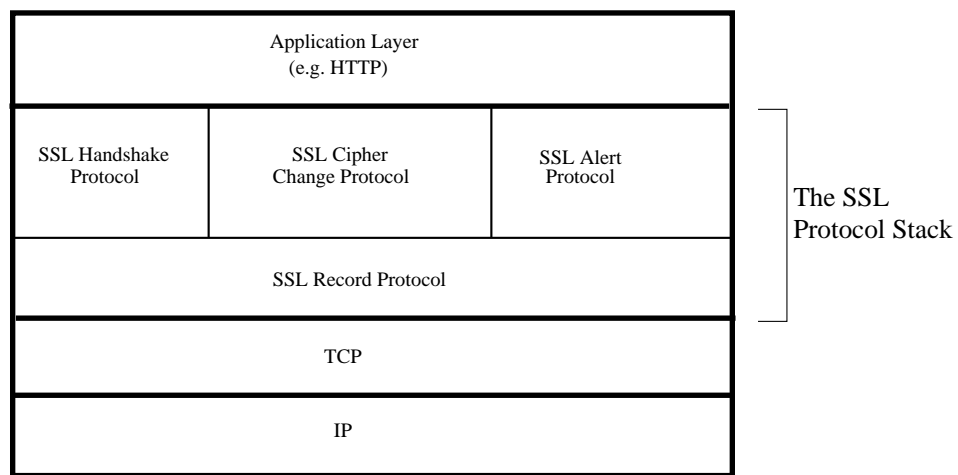 Application Layer
(e.g. HTTP)
SSL Handshake
Protocol
SSL Cipher
Change Protocol
SSL Alert
Protocol
The SSL
Protocol Stack
SSL Record Protocol
TCP
IP